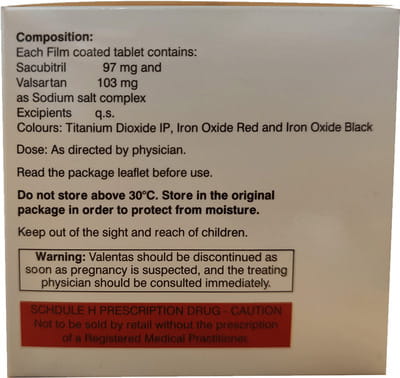 Composition:
Each Film coated tablet contains:
Sacubitril 97 mg and
Valsartan 103 mg
as Sodium salt complex
Excipients q.s.
Colours: Titanium Dioxide IP, Iron Oxide Red and Iron Oxide Black
Dose: As directed by physician.
Read the package leaflet before use.
Do not store above 30°C. Store in the original
package in order to protect from moisture.
Keep out of the sight and reach of children.
Warning: Valentas should be discontinued as
soon as pregnancy is suspected, and the treating
physician should be consulted immediately.
SCHDULE H PRESCRIPTION DRUG - CAUTION
Not to be sold by retail without the prescription
of a Registered Medical Practitioner.